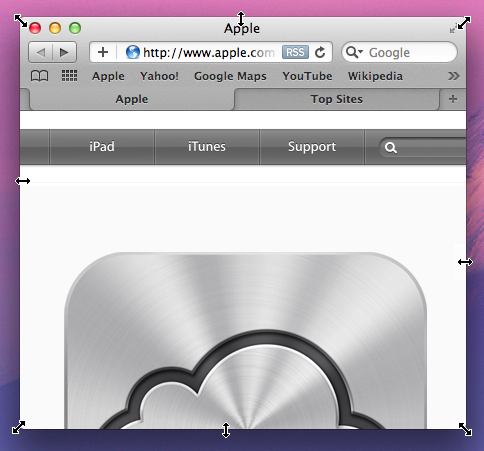 Apple
http://www.apple.com RSS Google
Apple Yahoo! Google Maps YouTube Wikipedia
Apple Top Sites
iPad iTunes Support